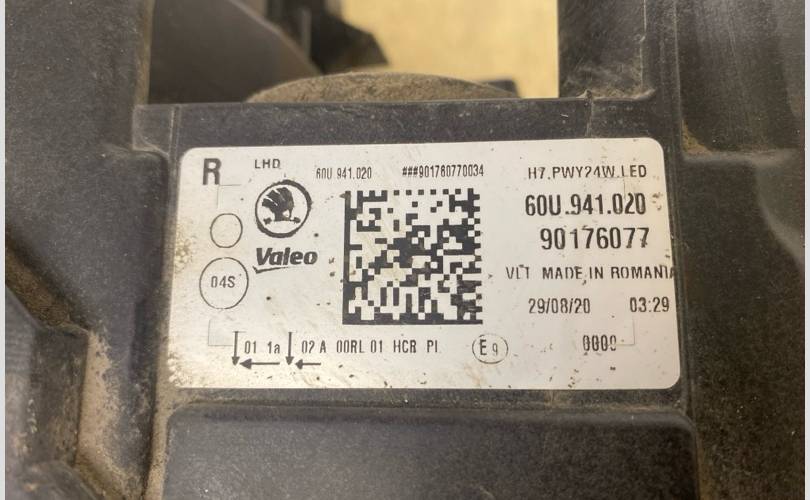 R LHD 60U 941.020 ###901760770034 H7.PWY24W.LED
60U.941.020
90176077
Valeo
VLT MADE IN ROMANIA
04S
29/08/20 03:29
01 1a 02 A 00RL 01 HCR PL E9 0000